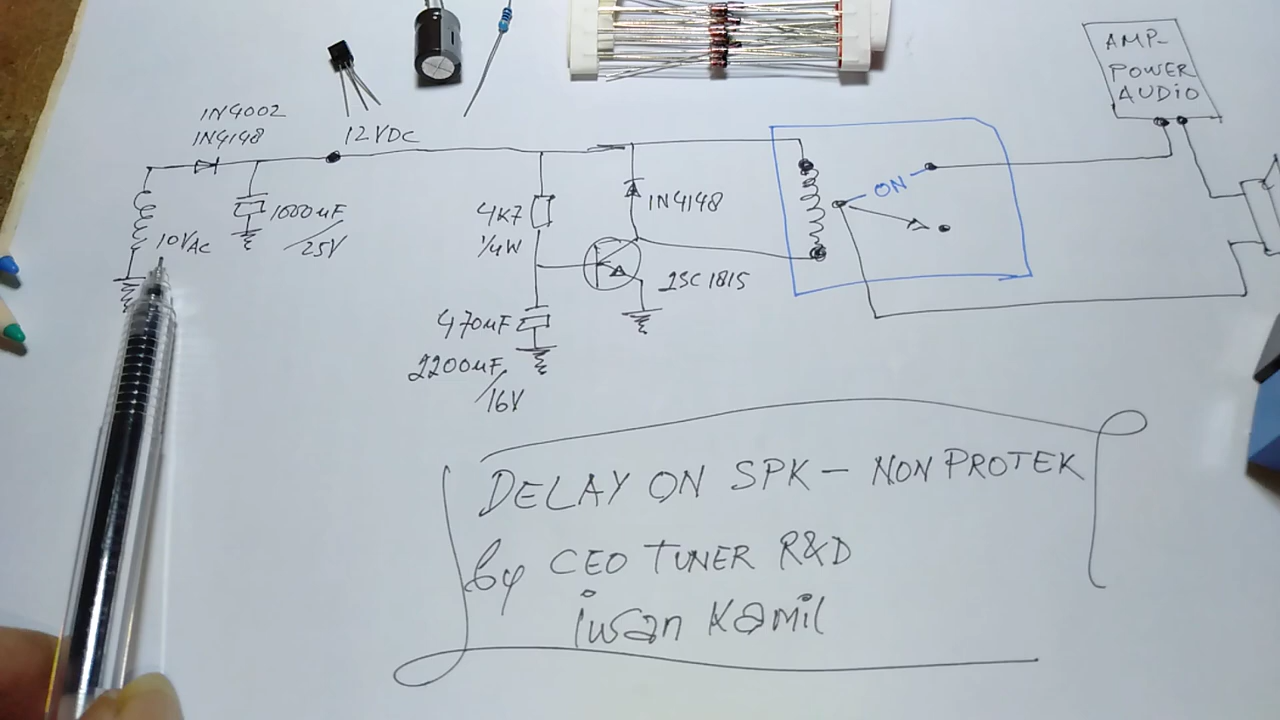 AMP-
POWER
AUDiO
1N4002
1N4148
12VDC
10VAC
1000uF
/25V
4K7
1/4W
1N4148
ON
2SC1815
470uF
2200uF
/16V
DELAY ON SPK - NON PROTEK
by CEO TUNER R&D
iwan Kamil